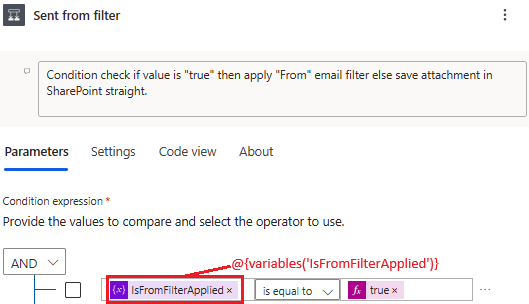 Sent from filter
Condition check if value is "true" then apply "From" email filter else save attachment in
SharePoint straight.
Parameters Settings Code view About
Condition expression *
Provide the values to compare and select the operator to use.
@{variables('IsFromFilterApplied')}
AND
{x} IsFromFilterApplied × is equal to fx true ×